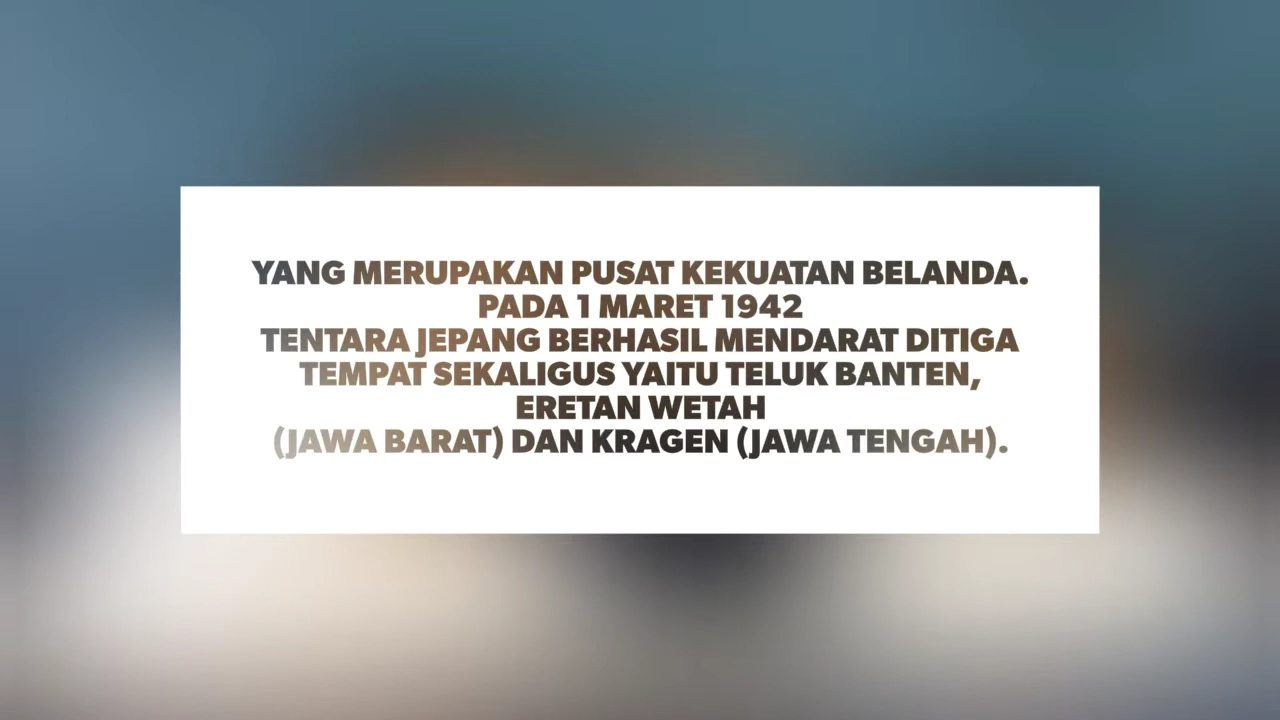 YANG MERUPAKAN PUSAT KEKUATAN BELANDA.
PADA 1 MARET 1942
TENTARA JEPANG BERHASIL MENDARAT DITIGA
TEMPAT SEKALIGUS YAITU TELUK BANTEN,
ERETAN WETAH
(JAWA BARAT) DAN KRAGEN (JAWA TENGAH).